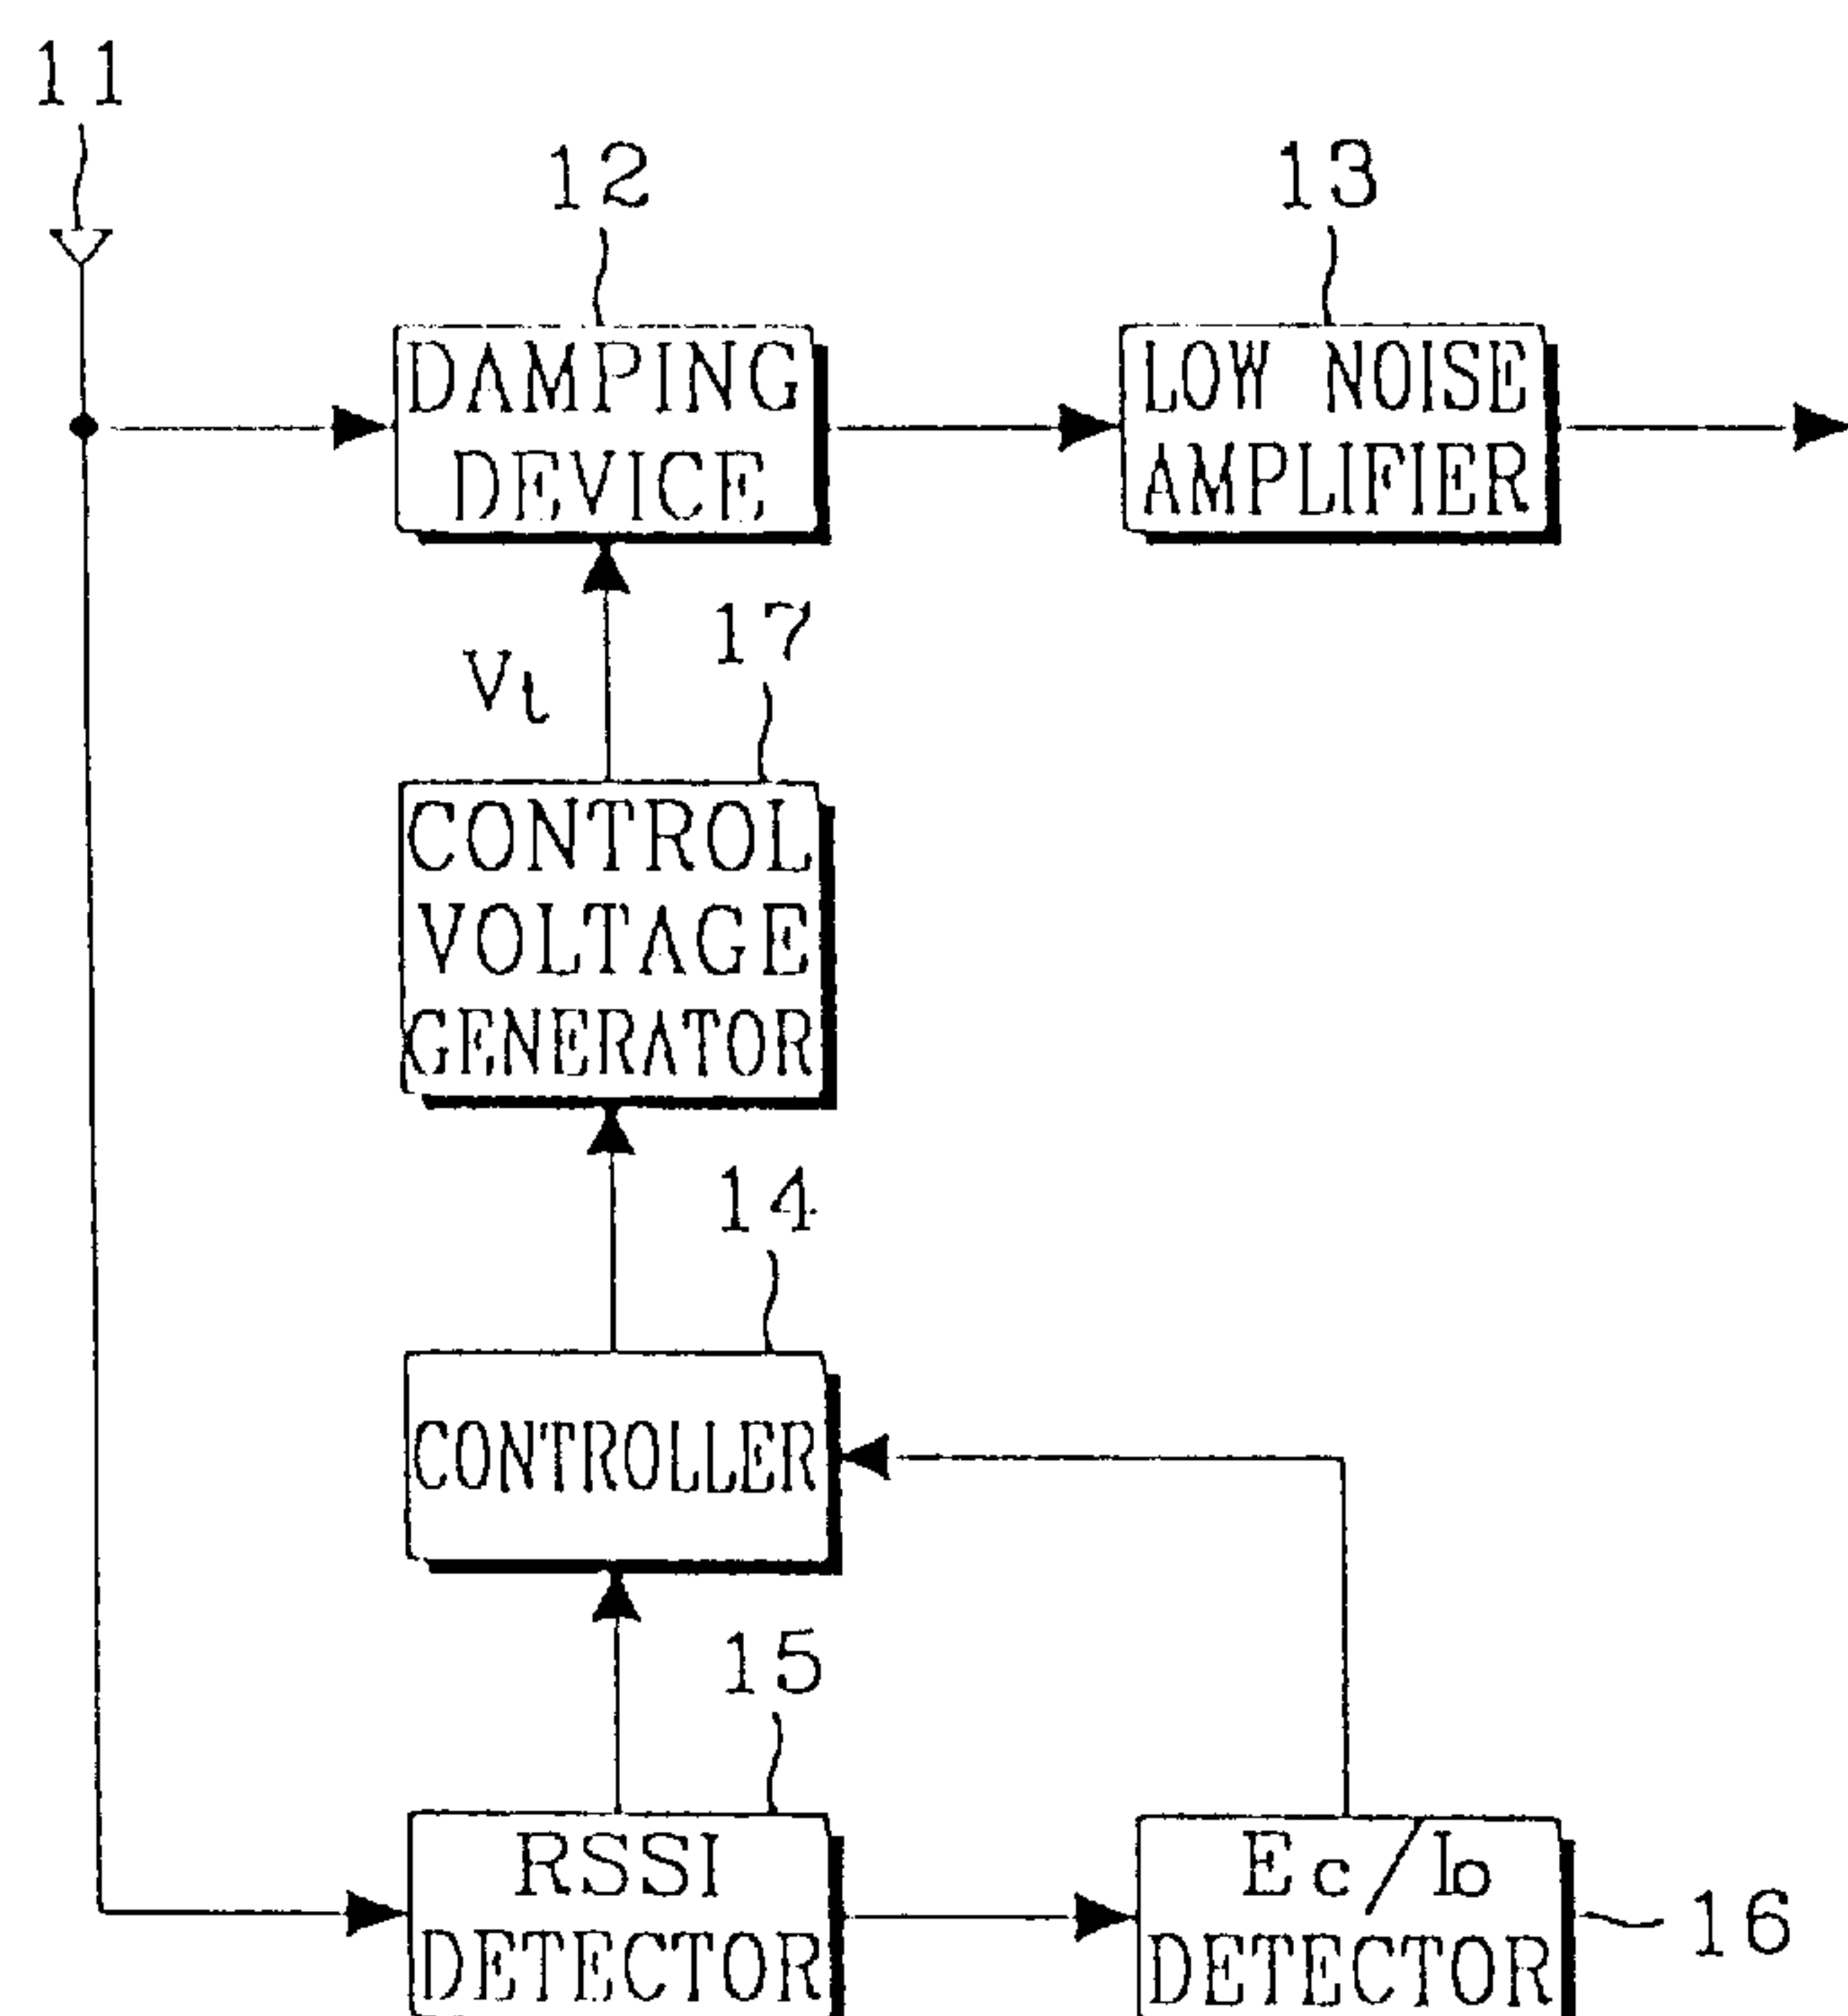 11
12
13
DAMPING
DEVICE
LOW NOISE
AMPLIFIER
17
Vt
CONTROL
VOLTAGE
GENERATOR
14
CONTROLLER
15
RSSI
DETECTOR
Ec/Io
DETECTOR
16